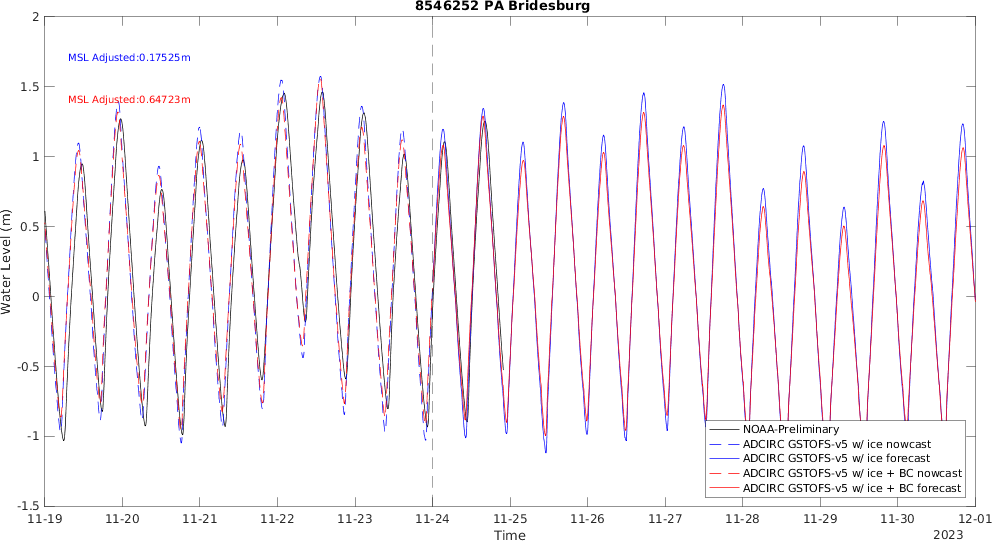 8546252 PA Bridesburg
2
MSL Adjusted:0.17525m
1.5
MSL Adjusted:0.64723m
1
0.5
Water Level (m)
0
-0.5
-1
NOAA-Preliminary
ADCIRC GSTOFS-v5 w/ ice nowcast
ADCIRC GSTOFS-v5 w/ ice forecast
ADCIRC GSTOFS-v5 w/ ice + BC nowcast
ADCIRC GSTOFS-v5 w/ ice + BC forecast
-1.5
11-19 11-20 11-21 11-22 11-23 11-24 11-25 11-26 11-27 11-28 11-29 11-30 12-01
Time
2023